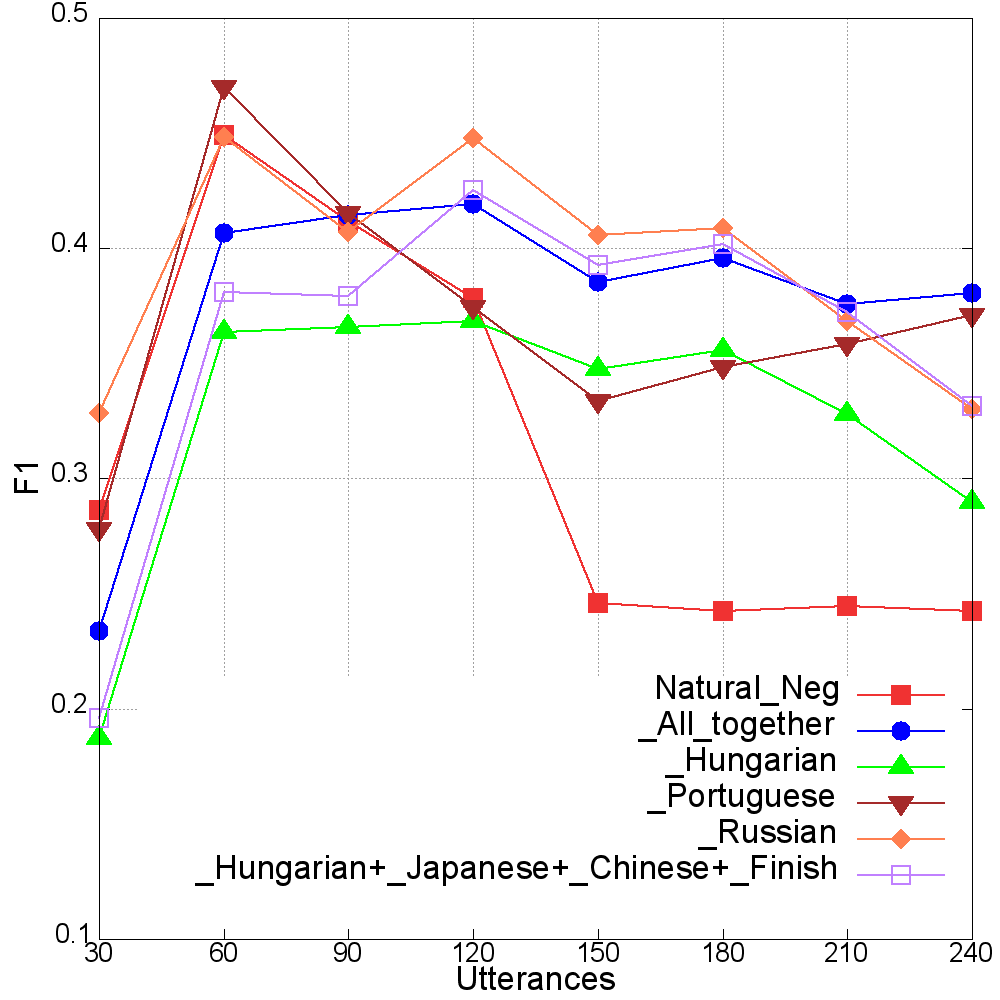 0.5
0.4
0.3
0.2
0.1
F1
Natural_Neg
_All_together
_Hungarian
_Portuguese
_Russian
_Hungarian+_Japanese+_Chinese+_Finish
30 60 90 120 150 180 210 240
Utterances